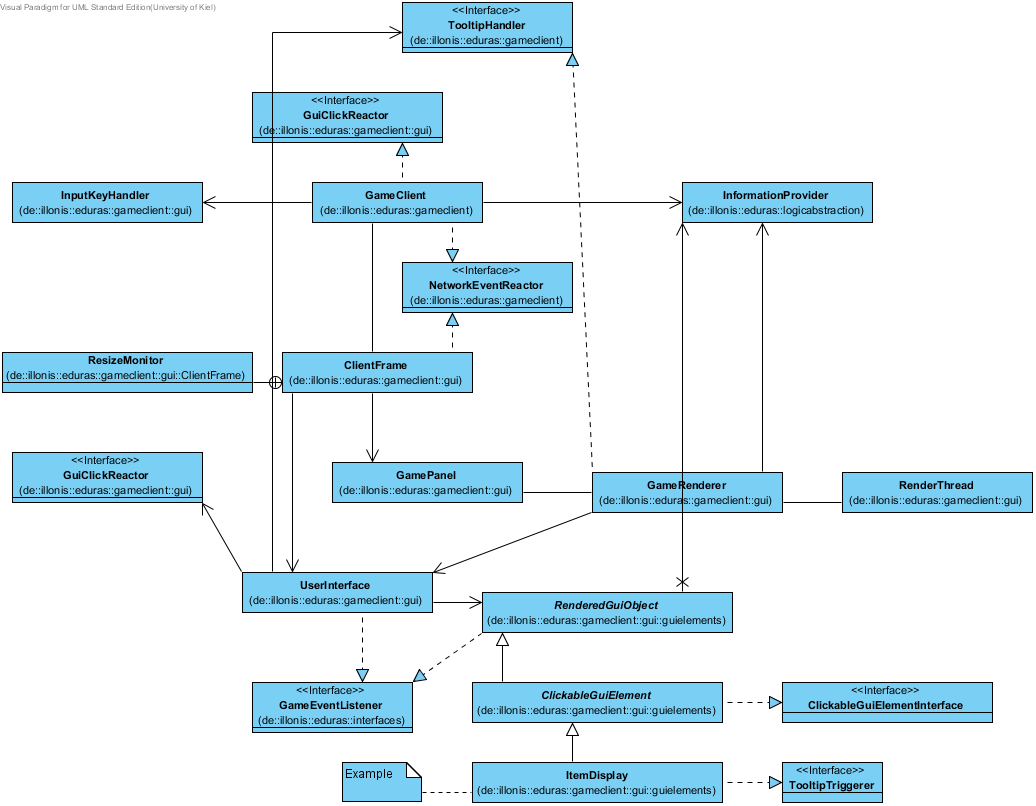 Visual Paradigm for UML Standard Edition(University of Kiel)
<<Interface>>
TooltipHandler
(de::illonis::eduras::gameclient)
<<Interface>>
GuiClickReactor
(de::illonis::eduras::gameclient::gui)
InputKeyHandler
(de::illonis::eduras::gameclient::gui)
GameClient
(de::illonis::eduras::gameclient)
InformationProvider
(de::illonis::eduras::logicabstraction)
<<Interface>>
NetworkEventReactor
(de::illonis::eduras::gameclient)
ResizeMonitor
(de::illonis::eduras::gameclient::gui::ClientFrame)
ClientFrame
(de::illonis::eduras::gameclient::gui)
<<Interface>>
GuiClickReactor
(de::illonis::eduras::gameclient::gui)
GamePanel
(de::illonis::eduras::gameclient::gui)
GameRenderer
(de::illonis::eduras::gameclient::gui)
RenderThread
(de::illonis::eduras::gameclient::gui)
UserInterface
(de::illonis::eduras::gameclient::gui)
RenderedGuiObject
(de::illonis::eduras::gameclient::gui::guielements)
<<Interface>>
GameEventListener
(de::illonis::eduras::interfaces)
ClickableGuiElement
(de::illonis::eduras::gameclient::gui::guielements)
<<Interface>>
ClickableGuiElementInterface
Example
ItemDisplay
(de::illonis::eduras::gameclient::gui::guielements)
<<Interface>>
TooltipTriggerer